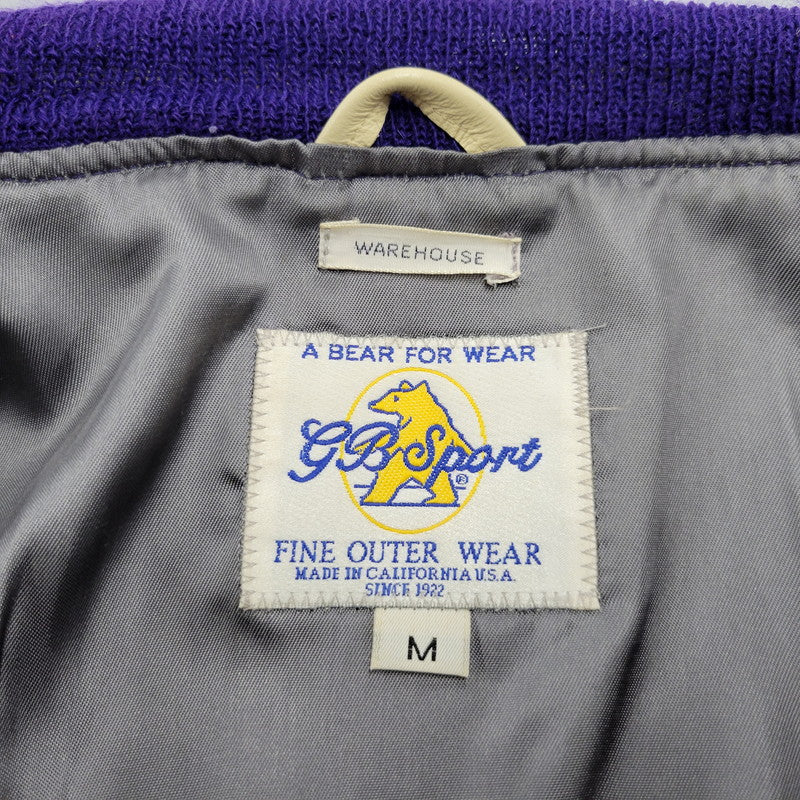 WAREHOUSE
A BEAR FOR WEAR
GB Sport ®
FINE OUTER WEAR
MADE IN CALIFORNIA U.S.A.
SINCE 1922
M